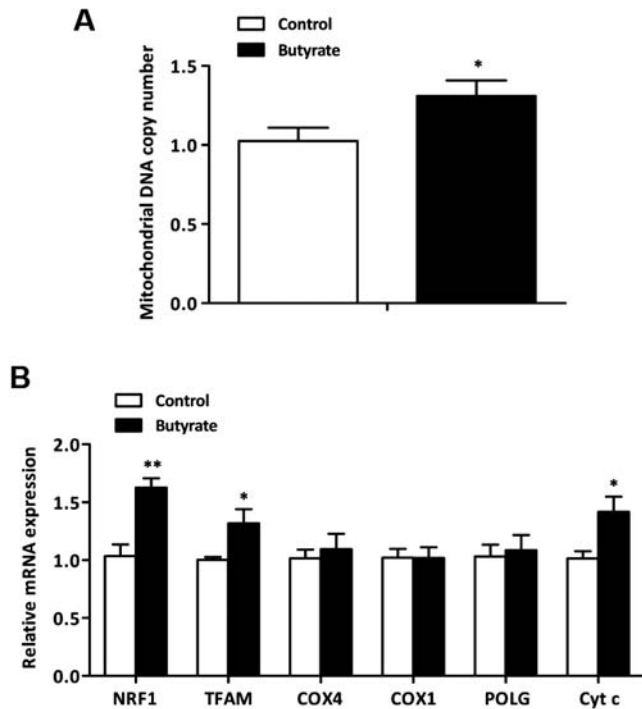 A
Control
Butyrate
Mitochondrial DNA copy number
1.5
1.0
0.5
0.0
*
B
Control
Butyrate
Relative mRNA expression
2.0
1.5
1.0
0.5
0.0
** * *
NRF1 TFAM COX4 COX1 POLG Cyt c